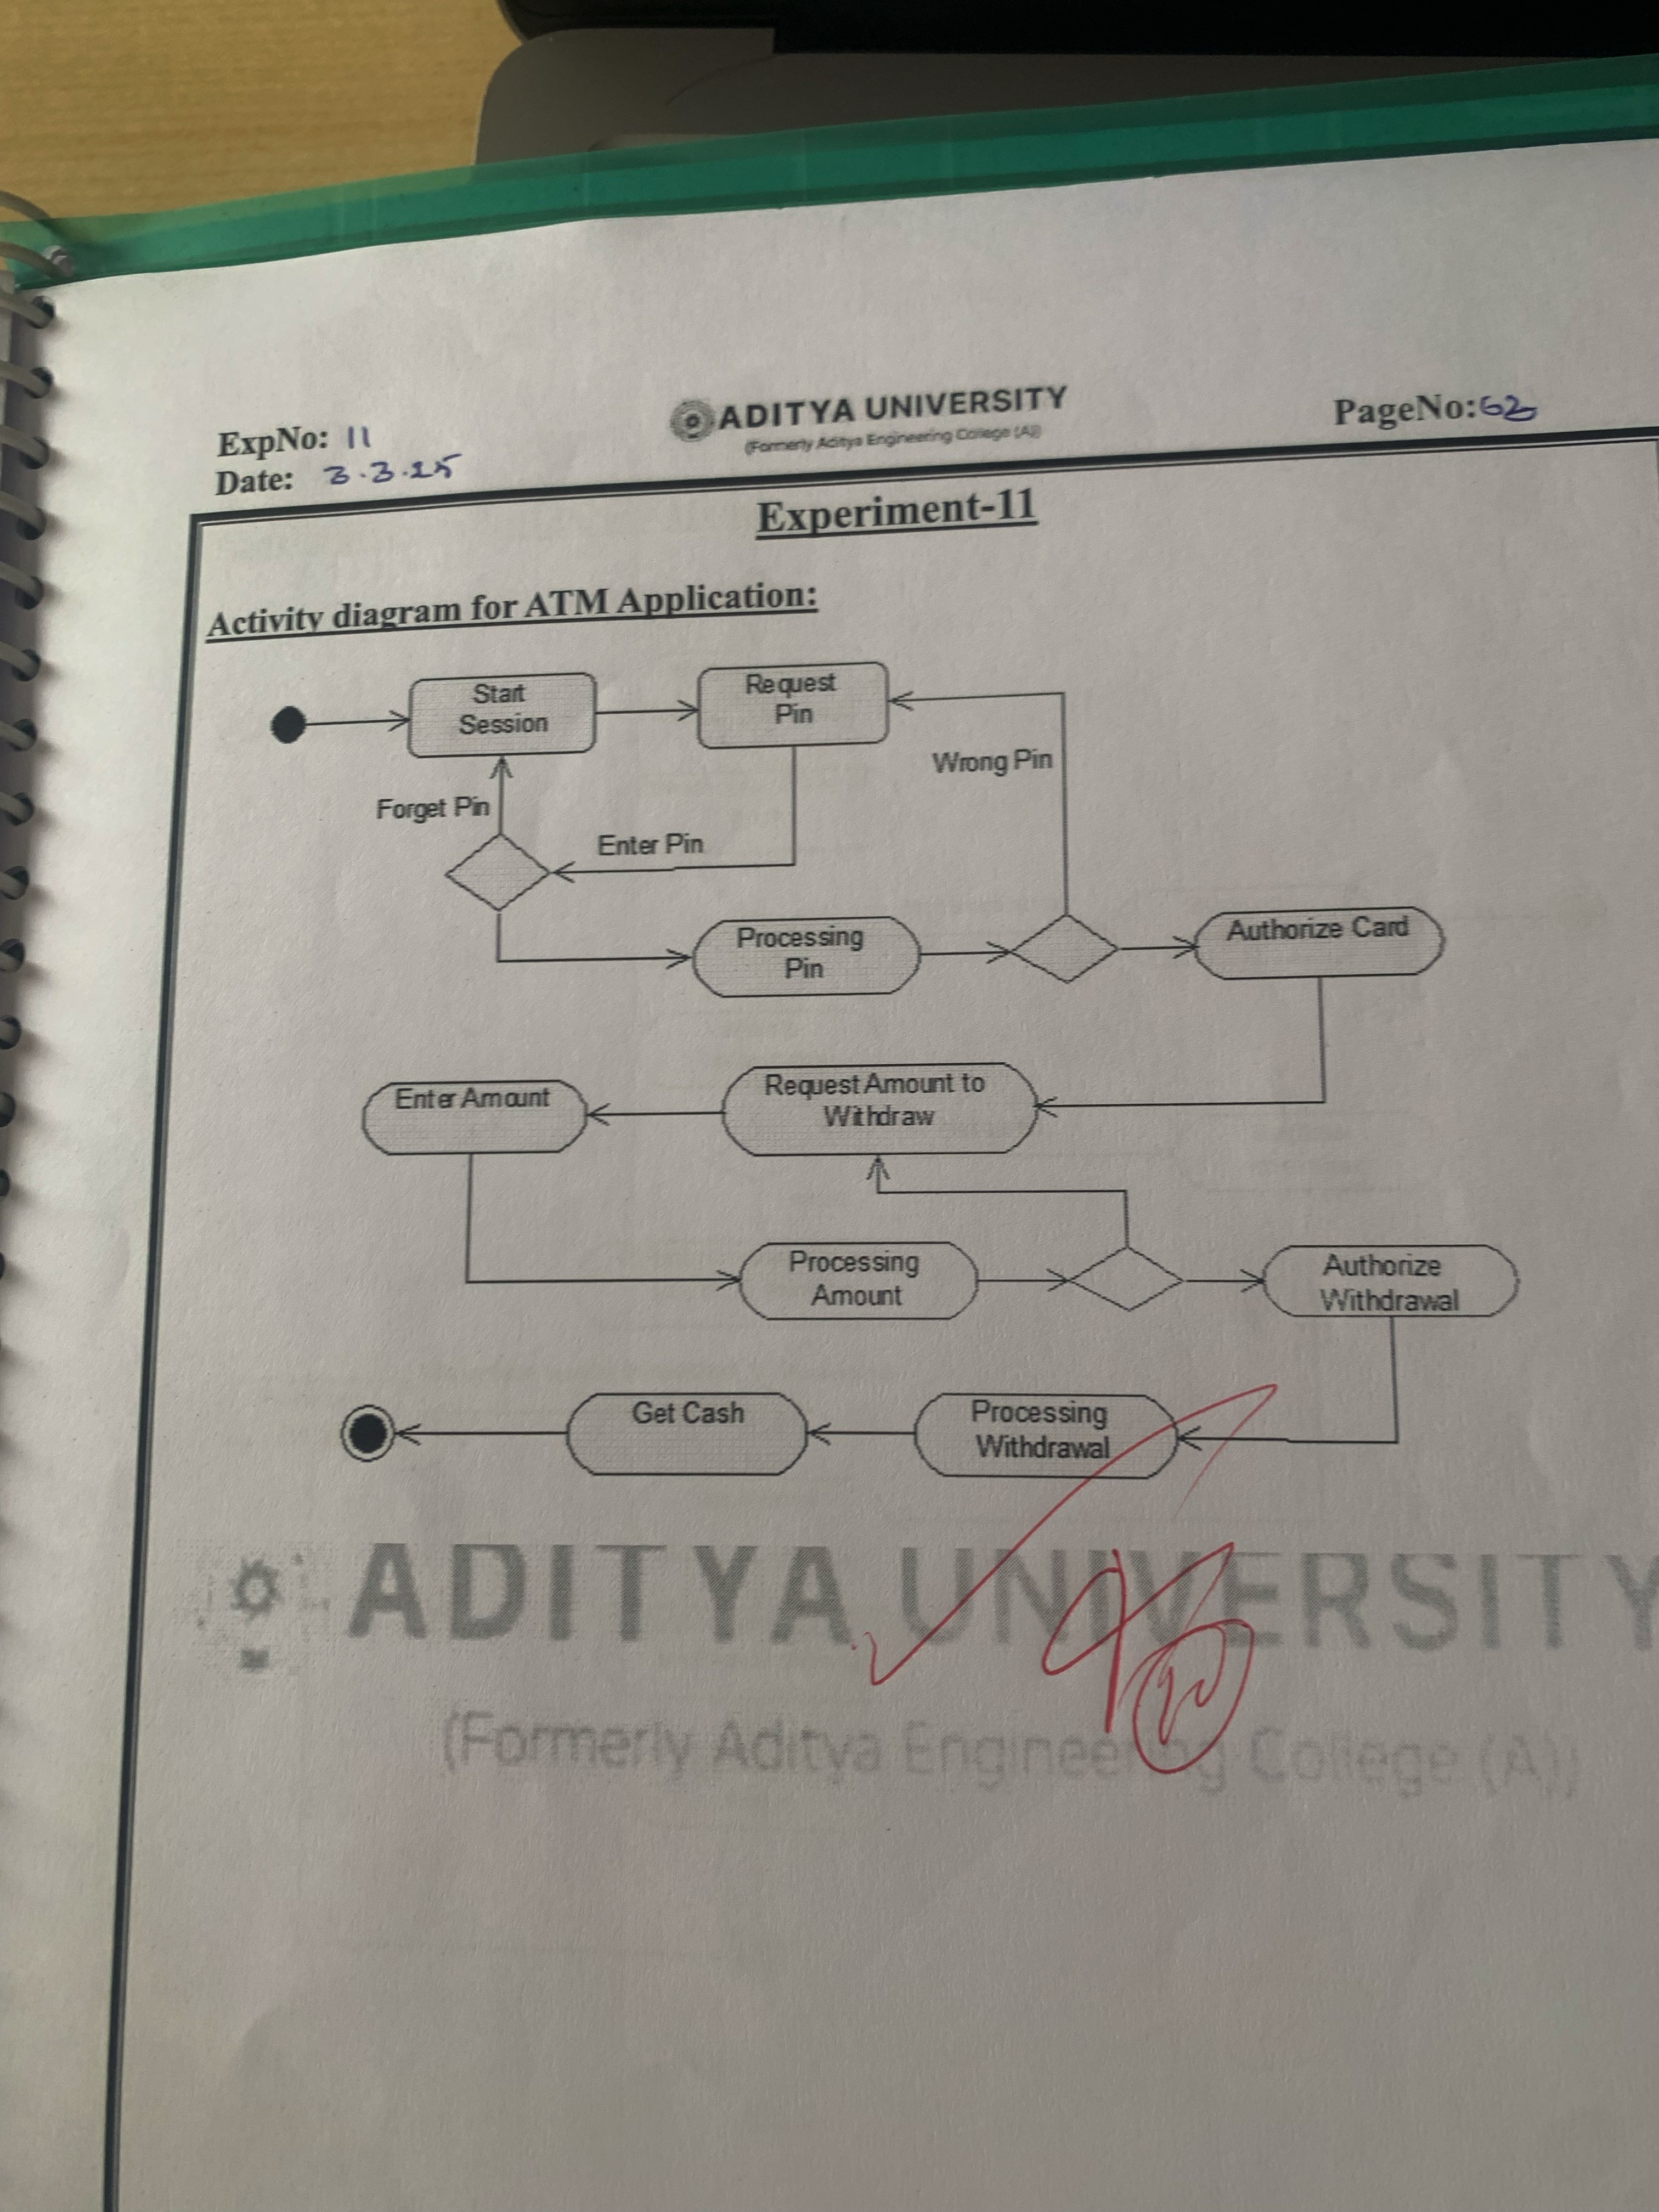 ExpNo: 11
ADITYA UNIVERSITY
(Formerly Aditya Engineering College (A))
PageNo:62
Date: 3.3.25
Experiment-11
Activity diagram for ATM Application:
Start
Session
Request
Pin
Wrong Pin
Forget Pin
Enter Pin
Processing
Pin
Authorize Card
Enter Amount
Request Amount to
Withdraw
Processing
Amount
Authorize
Withdrawal
Get Cash
Processing
Withdrawal
ADITYA UNIVERSITY
(Formerly Aditya Engineering College (A))